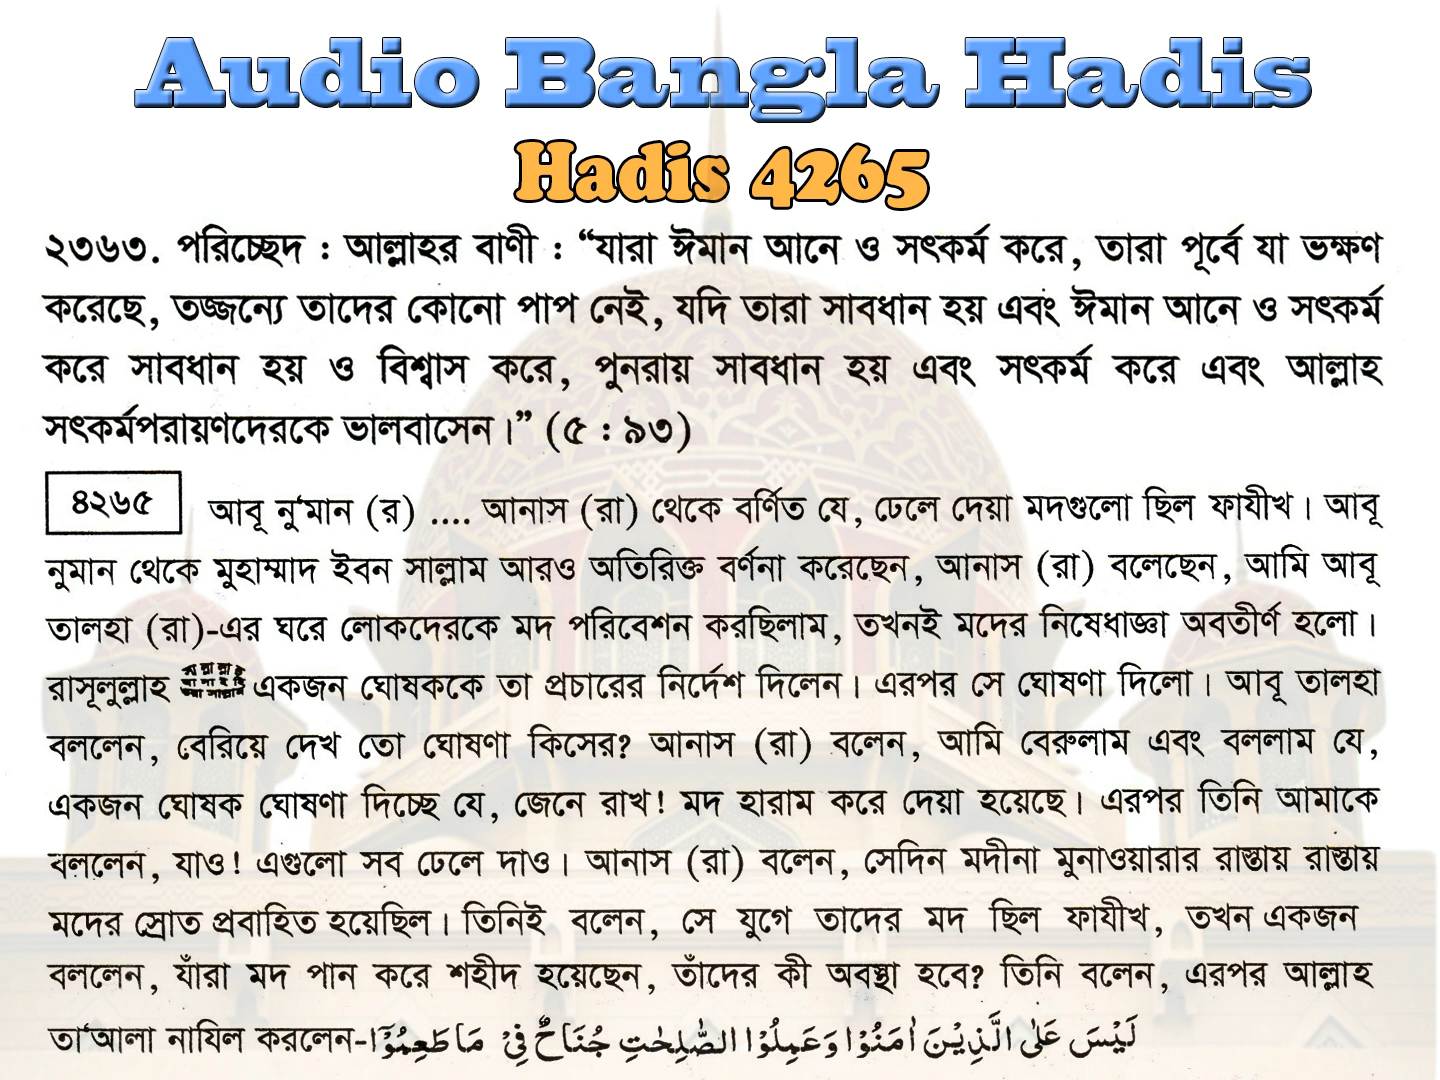 Audio Bangla Hadis
Hadis 4265
২৩৬৩. পরিচ্ছেদ : আল্লাহর বাণী : “যারা ঈমান আনে ও সৎকর্ম করে, তারা পূর্বে যা ভক্ষণ
করেছে, তজ্জন্যে তাদের কোনো পাপ নেই, যদি তারা সাবধান হয় এবং ঈমান আনে ও সৎকর্ম
করে সাবধান হয় ও বিশ্বাস করে, পুনরায় সাবধান হয় এবং সৎকর্ম করে এবং আল্লাহ
সৎকর্মপরায়ণদেরকে ভালবাসেন।” (৫ : ৯৩)
৪২৬৫ আবূ নু‘মান (র) .... আনাস (রা) থেকে বর্ণিত যে, ঢেলে দেয়া মদগুলো ছিল ফাযীখ। আবূ
নুমান থেকে মুহাম্মাদ ইবন সাল্লাম আরও অতিরিক্ত বর্ণনা করেছেন, আনাস (রা) বলেছেন, আমি আবূ
তালহা (রা)-এর ঘরে লোকদেরকে মদ পরিবেশন করছিলাম, তখনই মদের নিষেধাজ্ঞা অবতীর্ণ হলো।
রাসূলুল্লাহ একজন ঘোষককে তা প্রচারের নির্দেশ দিলেন। এরপর সে ঘোষণা দিলো। আবূ তালহা
বললেন, বেরিয়ে দেখ তো ঘোষণা কিসের? আনাস (রা) বলেন, আমি বেরুলাম এবং বললাম যে,
একজন ঘোষক ঘোষণা দিচ্ছে যে, জেনে রাখ! মদ হারাম করে দেয়া হয়েছে। এরপর তিনি আমাকে
বললেন, যাও! এগুলো সব ঢেলে দাও। আনাস (রা) বলেন, সেদিন মদীনা মুনাওয়ারার রাস্তায় রাস্তায়
মদের স্রোত প্রবাহিত হয়েছিল। তিনিই বলেন, সে যুগে তাদের মদ ছিল ফাযীখ, তখন একজন
বললেন, যাঁরা মদ পান করে শহীদ হয়েছেন, তাঁদের কী অবস্থা হবে? তিনি বলেন, এরপর আল্লাহ
তা‘আলা নাযিল করলেন-لَيْسَ عَلَى الَّذِيْنَ اٰمَنُوْا وَعَمِلُوْا الصّٰلِحٰتِ جُنَاحٌ فِيْ مَا طَعِمُوْٓا